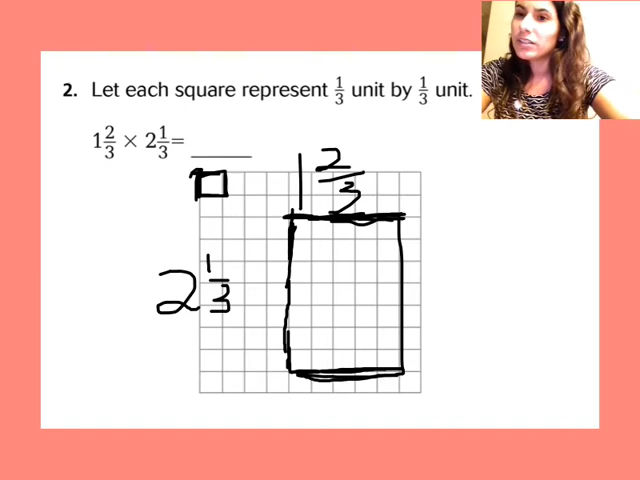 2. Let each square represent 1/3 unit by 1/3 unit.
1 2/3 × 2 1/3 = ______
1 2/3
2 1/3